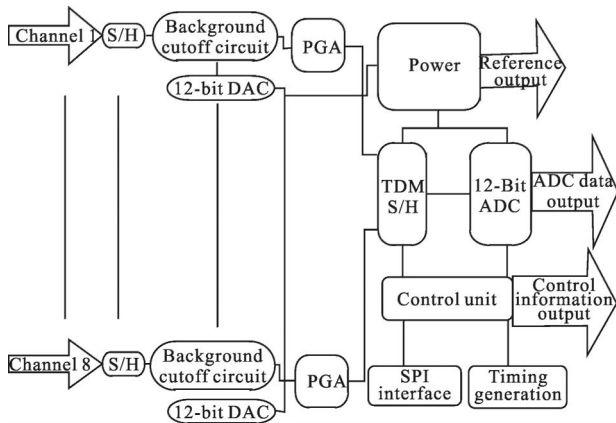 Channel 1
S/H
Background
cutoff circuit
PGA
12-bit DAC
Power
Reference
output
TDM
S/H
12-Bit
ADC
ADC data
output
Control unit
Control
information
output
Channel 8
S/H
Background
cutoff circuit
PGA
12-bit DAC
SPI
interface
Timing
generation